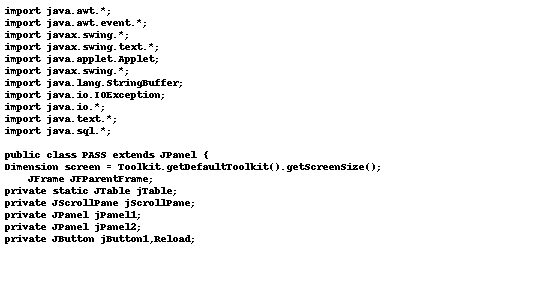 import java.awt.*;
import java.awt.event.*;
import javax.swing.*;
import javax.swing.text.*;
import java.applet.Applet;
import javax.swing.*;
import java.lang.StringBuffer;
import java.io.IOException;
import java.io.*;
import java.text.*;
import java.sql.*;

public class PASS extends JPanel {
Dimension screen = Toolkit.getDefaultToolkit().getScreenSize();
    JFrame JFParentFrame;
private static JTable jTable;
private JScrollPane jScrollPane;
private JPanel jPanel1;
private JPanel jPanel2;
private JButton jButton1,Reload;